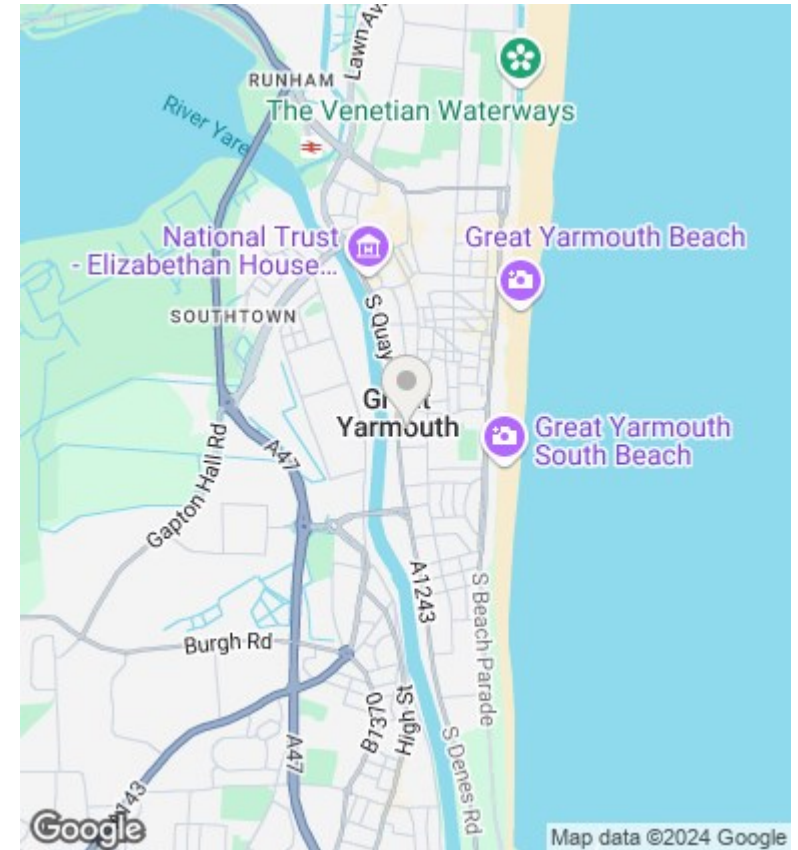 Lawn Av
RUNHAM
The Venetian Waterways
River Yare
National Trust
- Elizabethan House...
Great Yarmouth Beach
SOUTHTOWN
S Quay
Great
Yarmouth
Great Yarmouth
South Beach
Gapton Hall Rd
A47
A1243
S Beach Parade
Burgh Rd
B1370
High St
A47
S Denes Rd
A143
Google
Map data ©2024 Google